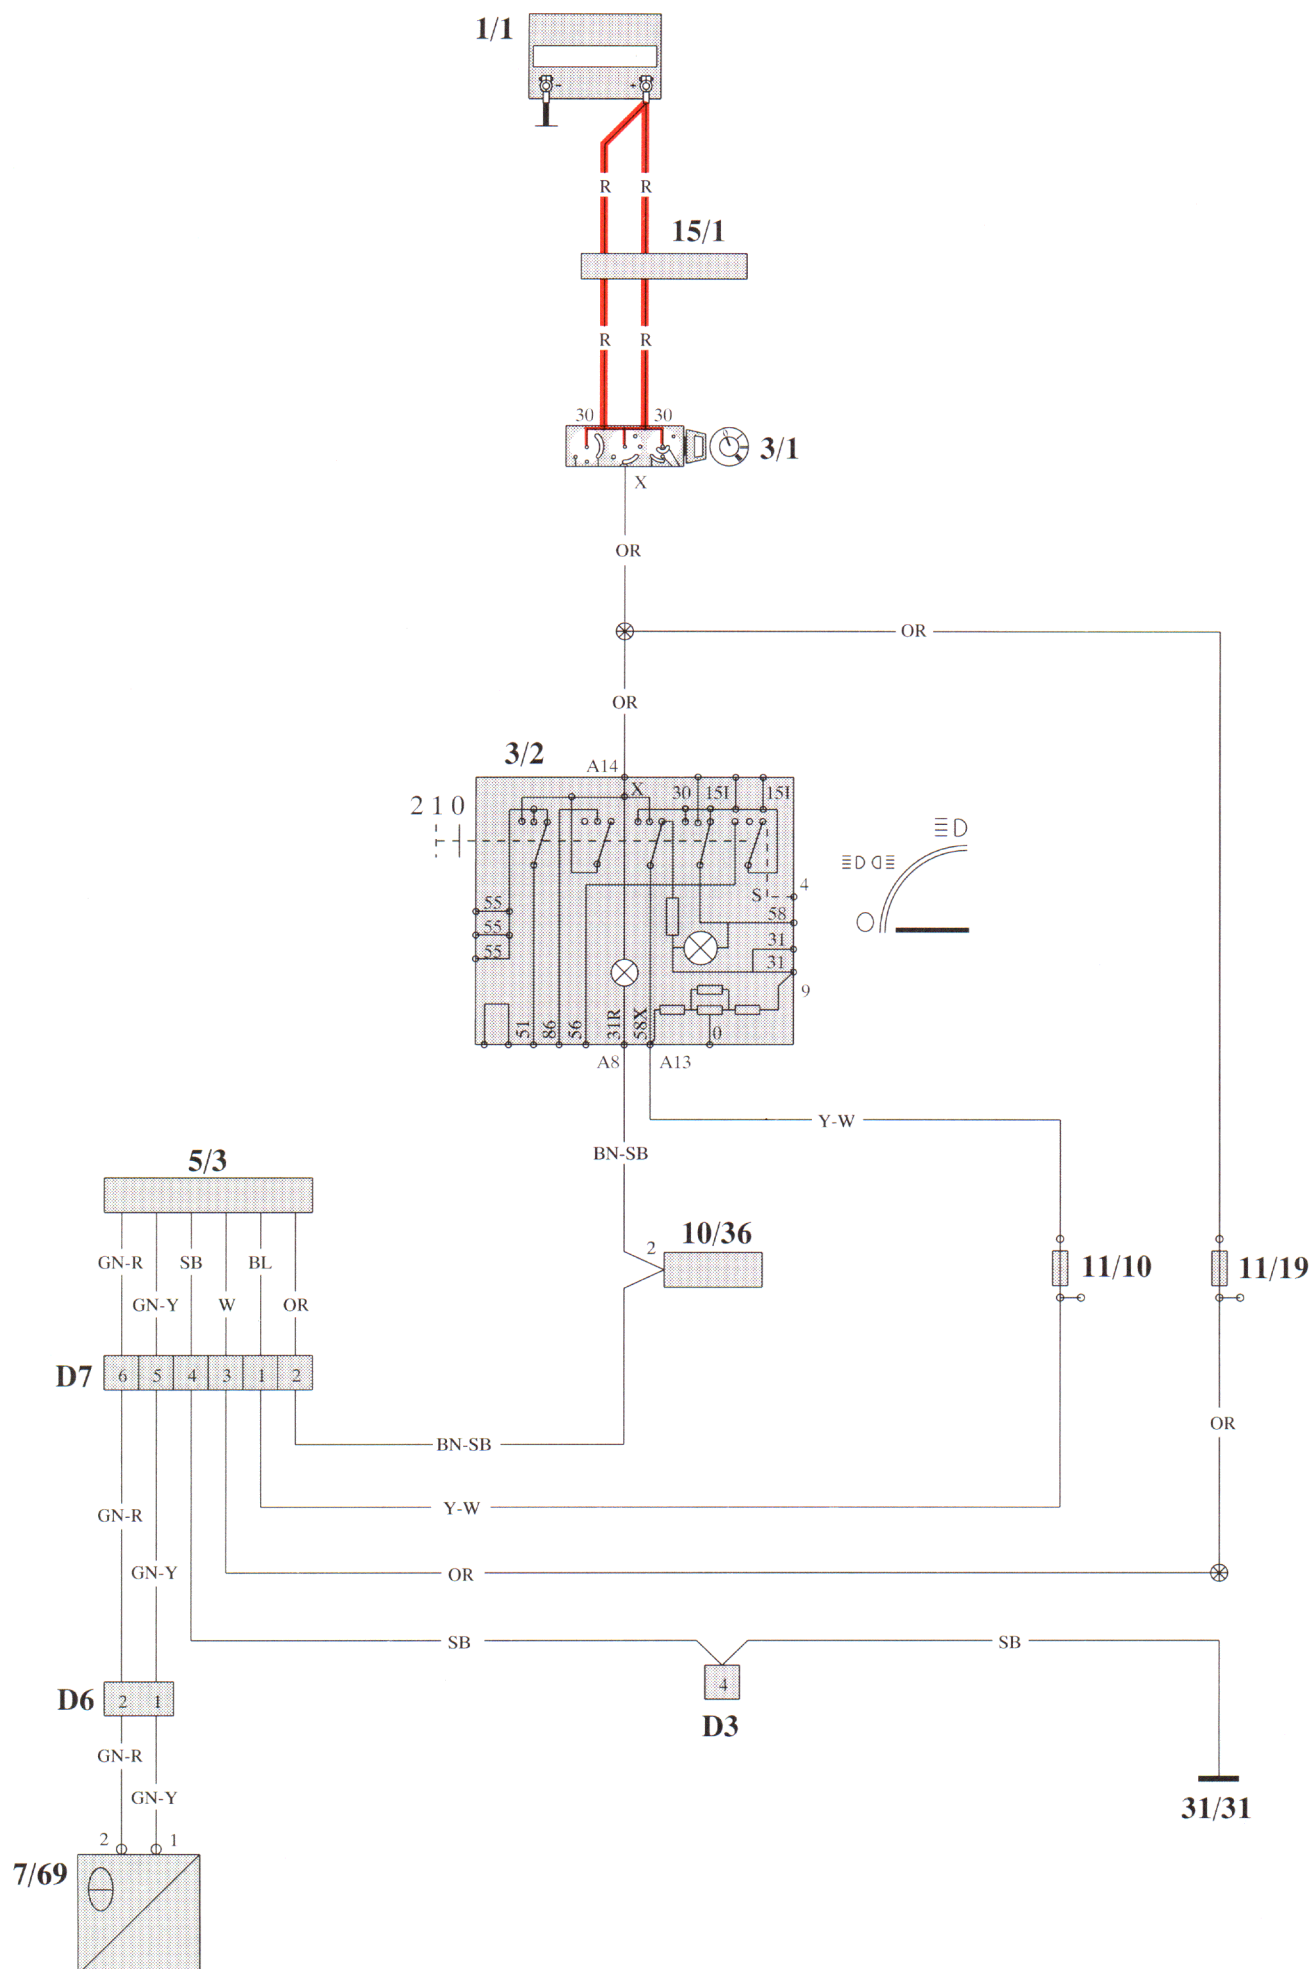 1/1
- +
R R
15/1
R R
30 30
3/1
X
OR
OR
OR
3/2
A14
X 30 15I 15I
2 1 0
4
S
55 58
55 31
55 31
9
51 86 56 31R 58X 0
A8 A13
Y-W
BN-SB
5/3
10/36
2
GN-R SB BL
11/10 11/19
GN-Y W OR
D7 6 5 4 3 1 2
OR
BN-SB
Y-W
GN-R
GN-Y
OR
SB SB
4
D6 2 1
D3
GN-R
GN-Y
31/31
2 1
7/69